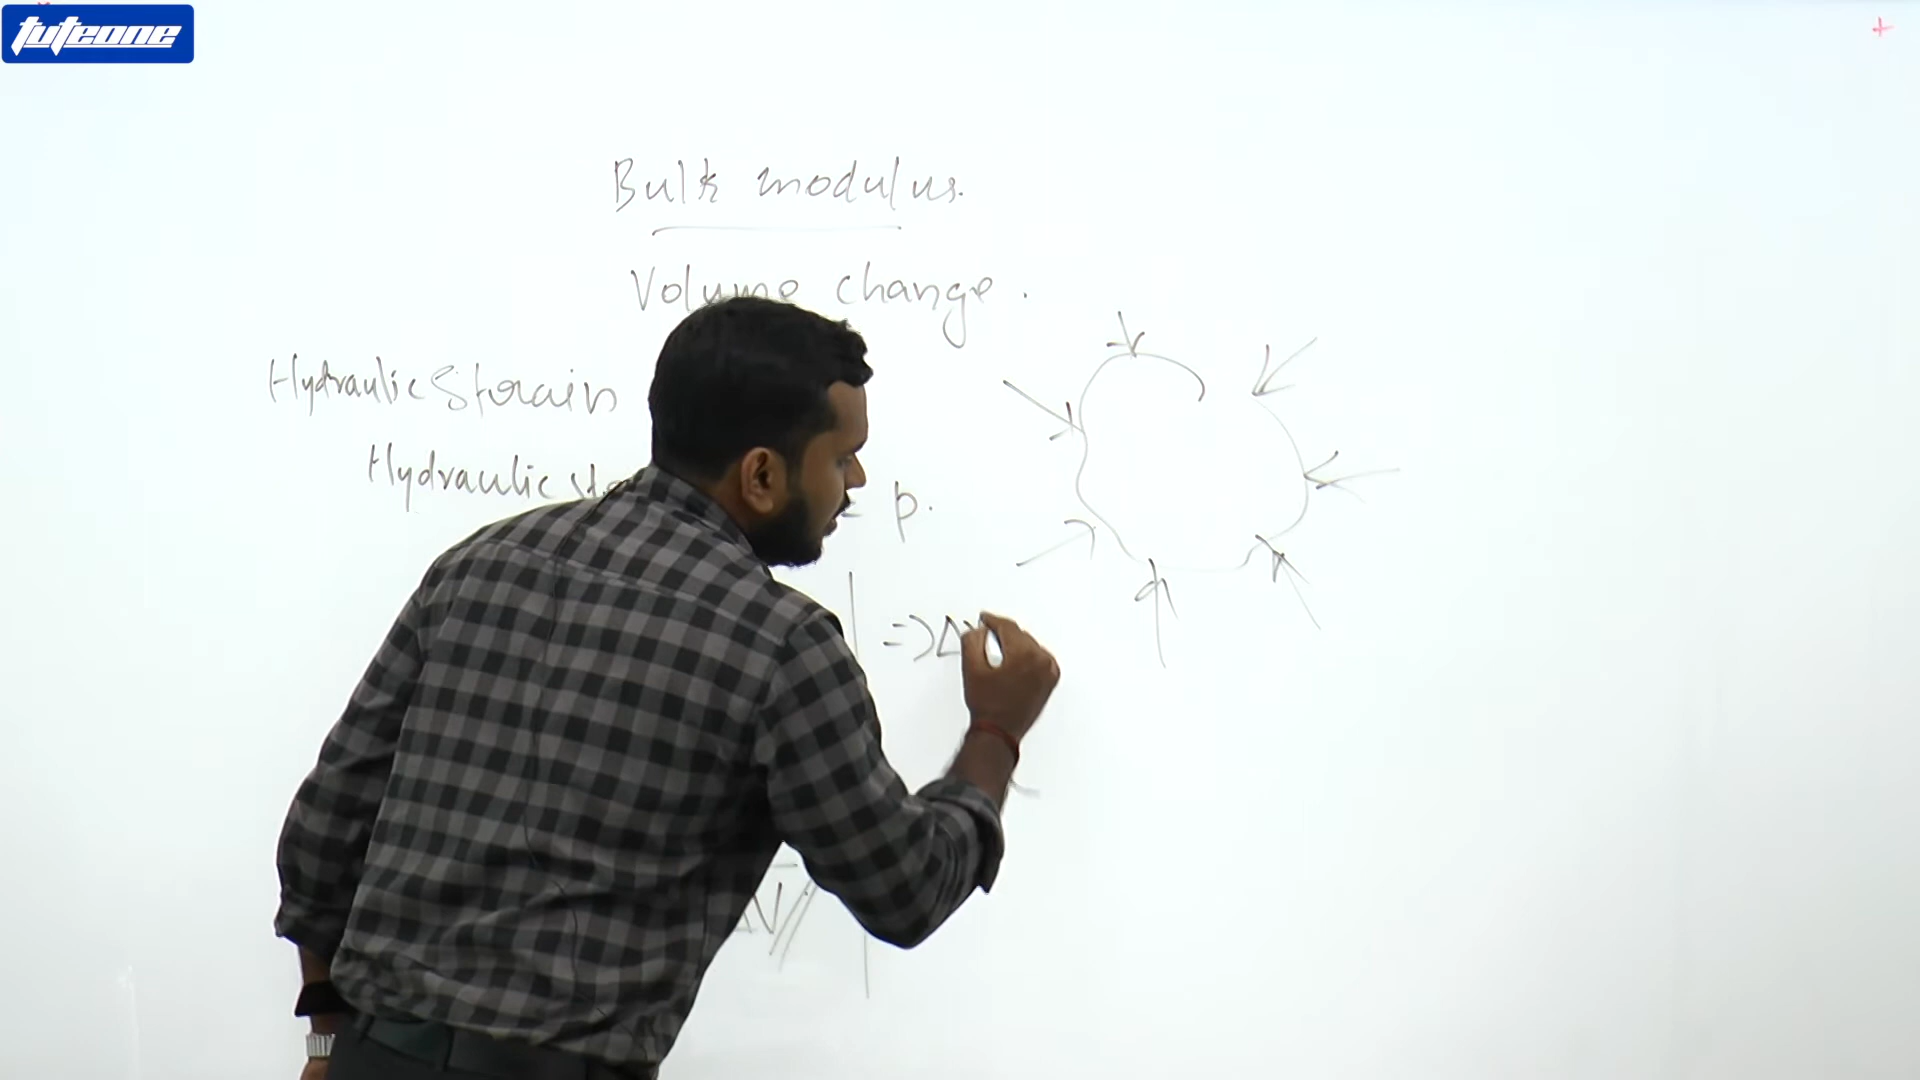 tuteone
Bulk modulus.
Volume change.
Hydraulic Strain
Hydraulic = p.
=> Δ